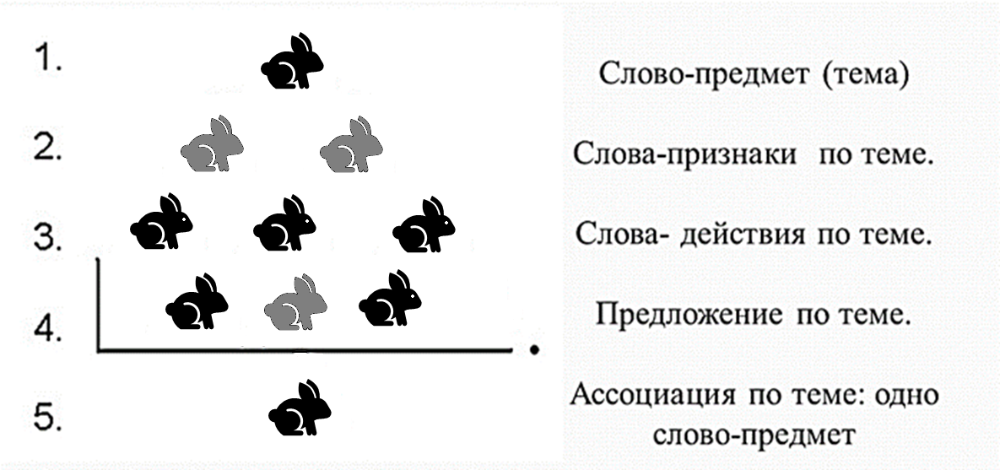 1.
Слово-предмет (тема)
2.
Слова-признаки по теме.
3.
Слова- действия по теме.
4.
Предложение по теме.
5.
Ассоциация по теме: одно
слово-предмет